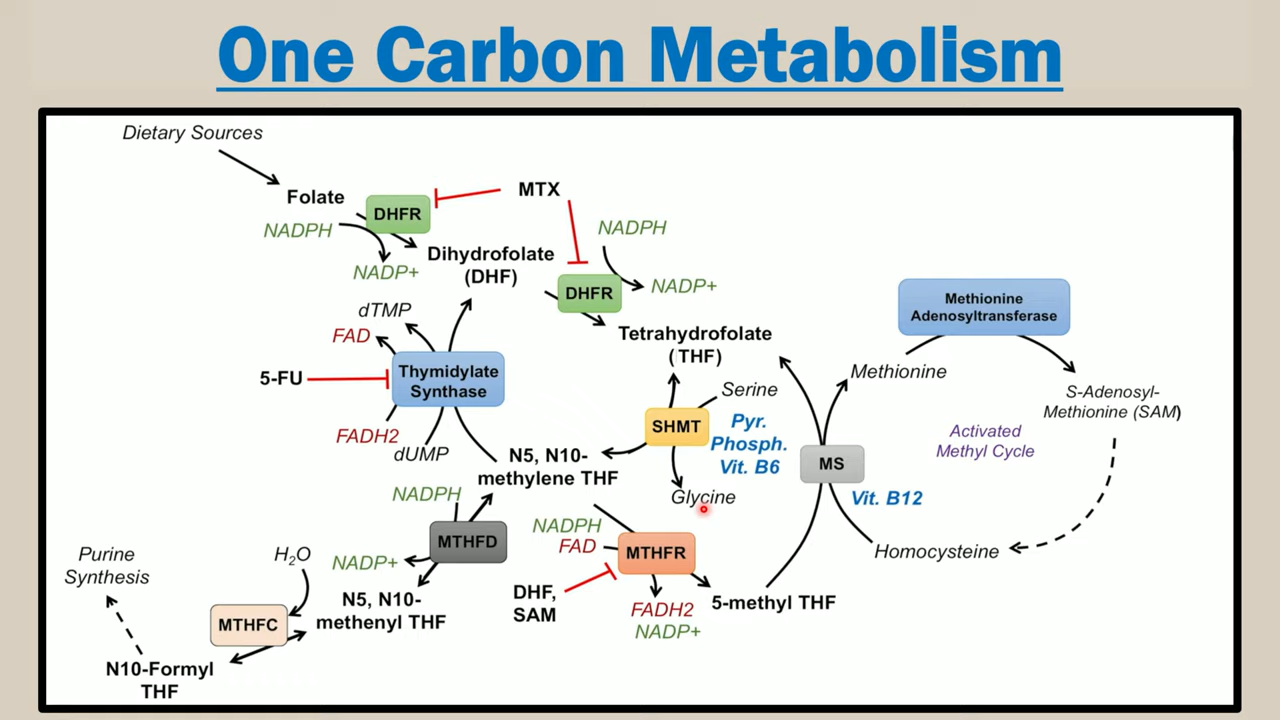 One Carbon Metabolism
Dietary Sources
Folate
NADPH
DHFR
NADP+
MTX
Dihydrofolate
(DHF)
NADPH
DHFR
NADP+
Tetrahydrofolate
(THF)
dTMP
FAD
5-FU
Thymidylate
Synthase
FADH2
dUMP
N5, N10-
methylene THF
SHMT
Serine
Pyr.
Phosph.
Vit. B6
Glycine
Methionine
Adenosyltransferase
Methionine
S-Adenosyl-
Methionine (SAM)
Activated
Methyl Cycle
MS
Vit. B12
Homocysteine
NADPH
MTHFD
NADP+
N5, N10-
methenyl THF
NADPH
FAD
MTHFR
DHF,
SAM
FADH2
NADP+
5-methyl THF
Purine
Synthesis
H2O
MTHFC
N10-Formyl
THF